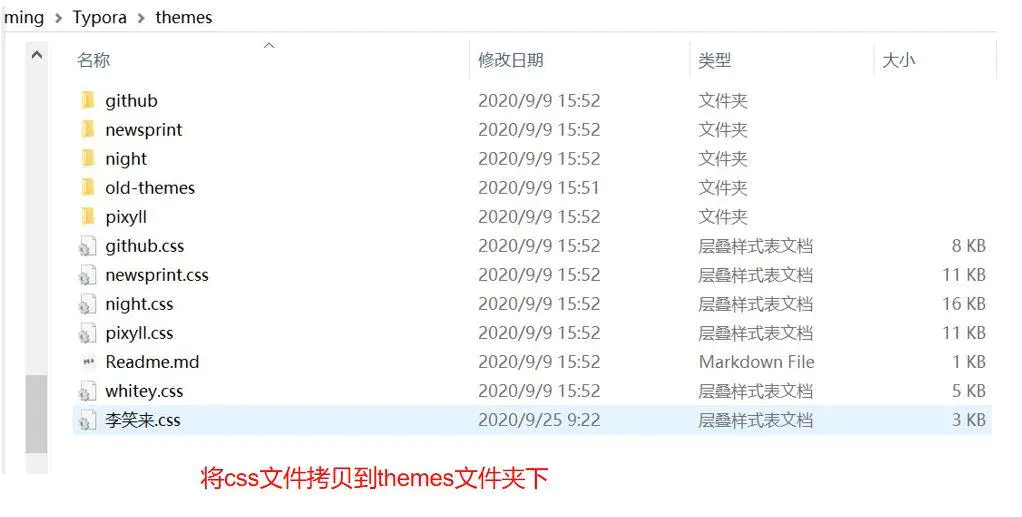 ming > Typora > themes
名称 修改日期 类型 大小
github 2020/9/9 15:52 文件夹
newsprint 2020/9/9 15:52 文件夹
night 2020/9/9 15:52 文件夹
old-themes 2020/9/9 15:51 文件夹
pixyll 2020/9/9 15:52 文件夹
github.css 2020/9/9 15:52 层叠样式表文档 8 KB
newsprint.css 2020/9/9 15:52 层叠样式表文档 11 KB
night.css 2020/9/9 15:52 层叠样式表文档 16 KB
pixyll.css 2020/9/9 15:52 层叠样式表文档 11 KB
Readme.md 2020/9/9 15:52 Markdown File 1 KB
whitey.css 2020/9/9 15:52 层叠样式表文档 5 KB
李笑来.css 2020/9/25 9:22 层叠样式表文档 3 KB
将css文件拷贝到themes文件夹下